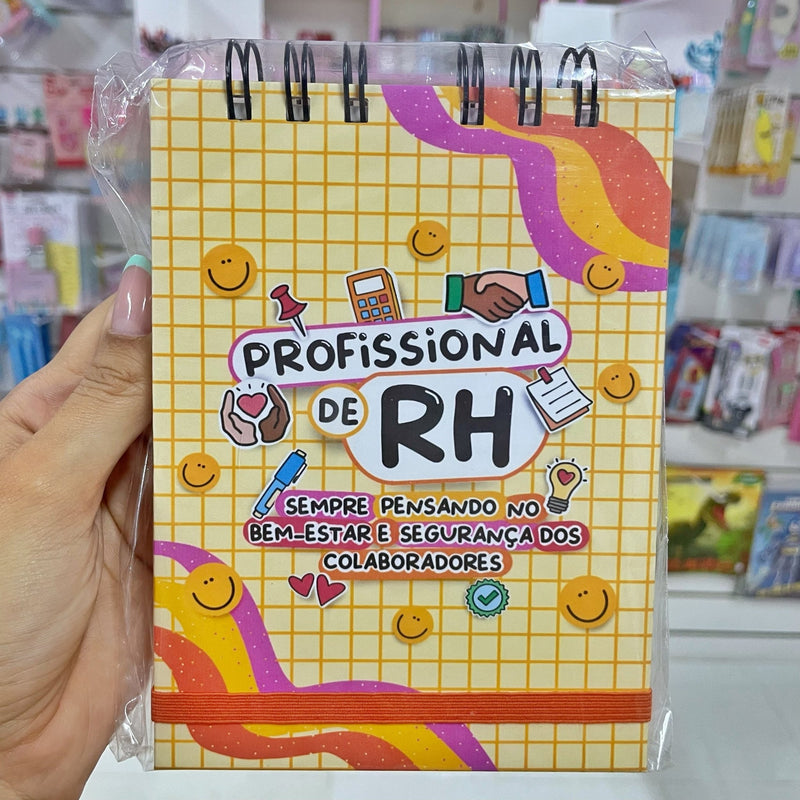 PROFISSIONAL
DE RH
SEMPRE PENSANDO NO
BEM-ESTAR E SEGURANÇA DOS
COLABORADORES